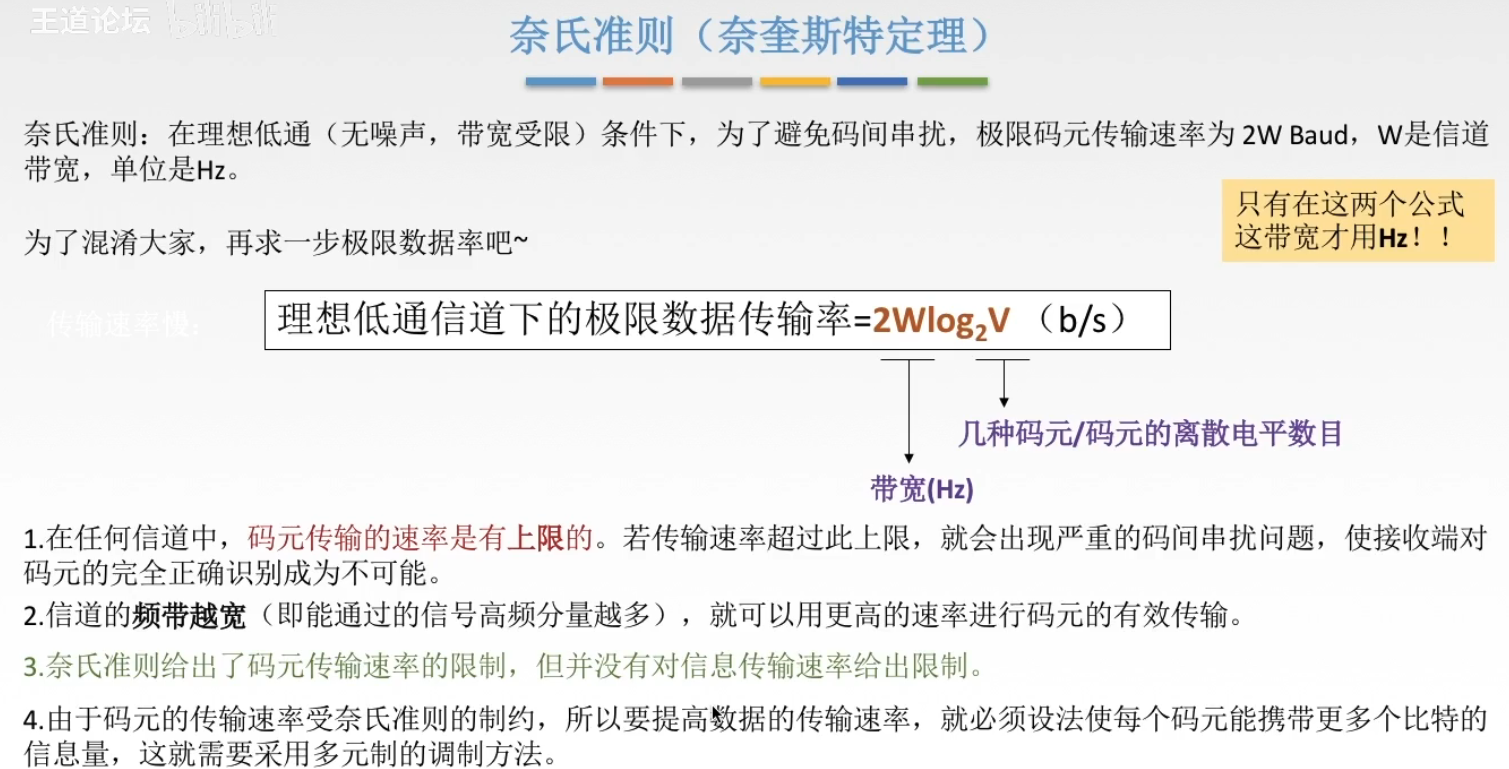 王道论坛 bilibili
奈氏准则（奈奎斯特定理）
奈氏准则：在理想低通（无噪声，带宽受限）条件下，为了避免码间串扰，极限码元传输速率为 2W Baud，W是信道
带宽，单位是Hz。
只有在这两个公式
这带宽才用Hz！！
为了混淆大家，再求一步极限数据率吧~
传输速率慢：
理想低通信道下的极限数据传输率=2Wlog₂V （b/s）
几种码元/码元的离散电平数目
带宽(Hz)
1.在任何信道中，码元传输的速率是有上限的。若传输速率超过此上限，就会出现严重的码间串扰问题，使接收端对
码元的完全正确识别成为不可能。
2.信道的频带越宽（即能通过的信号高频分量越多），就可以用更高的速率进行码元的有效传输。
3.奈氏准则给出了码元传输速率的限制，但并没有对信息传输速率给出限制。
4.由于码元的传输速率受奈氏准则的制约，所以要提高数据的传输速率，就必须设法使每个码元能携带更多个比特的
信息量，这就需要采用多元制的调制方法。